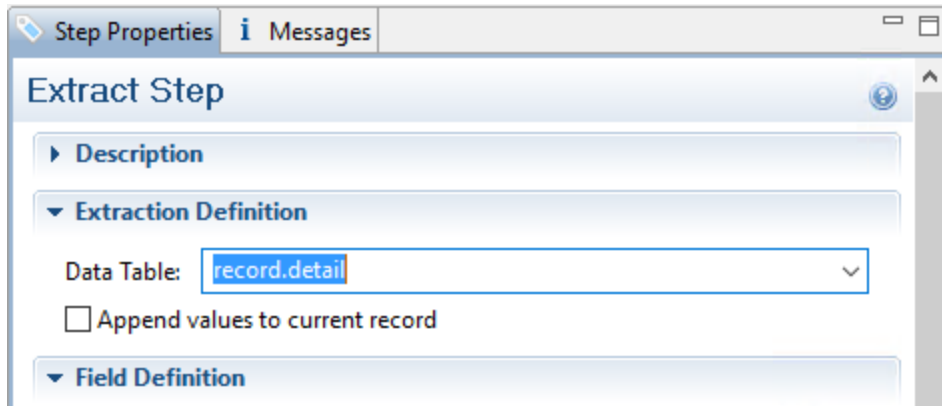 Step Properties i Messages
Extract Step
Description
Extraction Definition
Data Table: record.detail
Append values to current record
Field Definition